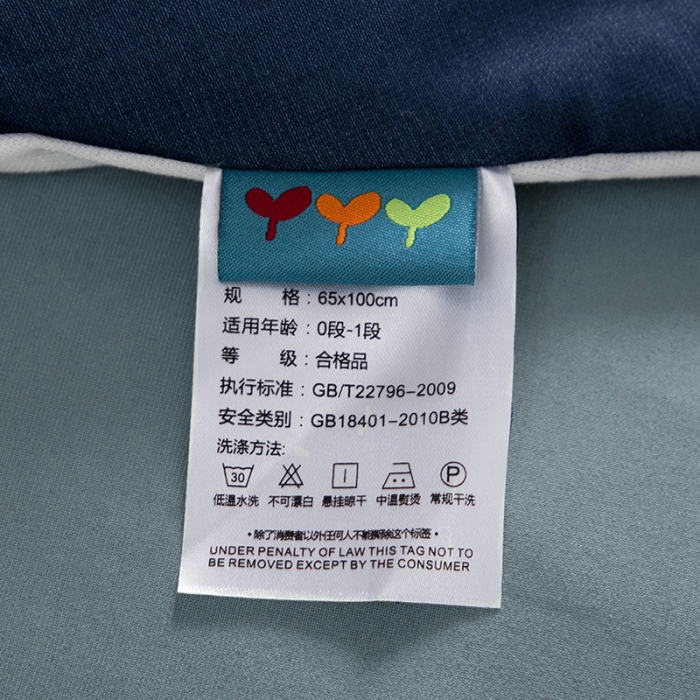 规 格：65x100cm
适用年龄：0段-1段
等 级：合格品
执行标准：GB/T22796-2009
安全类别：GB18401-2010B类
洗涤方法:
30 P
低温水洗 不可漂白 悬挂晾干 中温熨烫 常规干洗
·除了消费者以外任何人不能撕除这个标签·
UNDER PENALTY OF LAW THIS TAG NOT TO
BE REMOVED EXCEPT BY THE CONSUMER